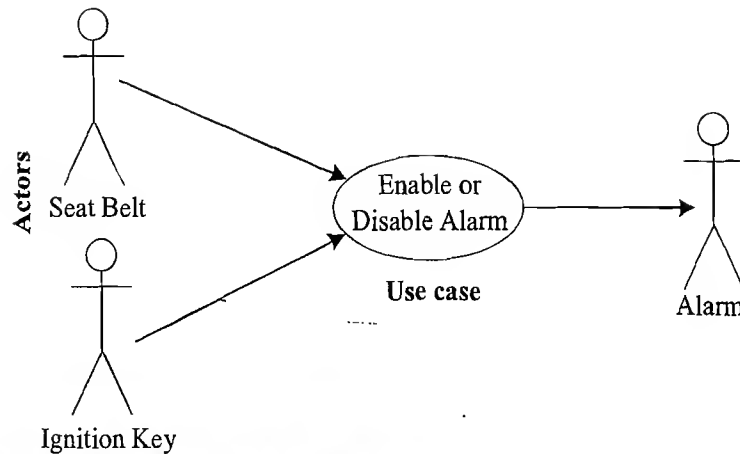 Actors
Seat Belt
Enable or
Disable Alarm
Use case
Alarm
Ignition Key